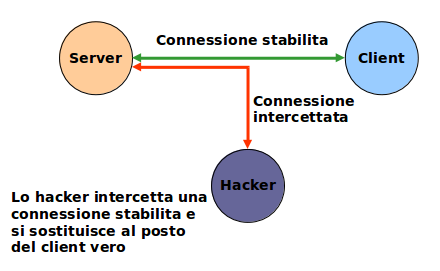 Connessione stabilita
Server
Client
Connessione
intercettata
Hacker
Lo hacker intercetta una
connessione stabilita e
si sostituisce al posto
del client vero